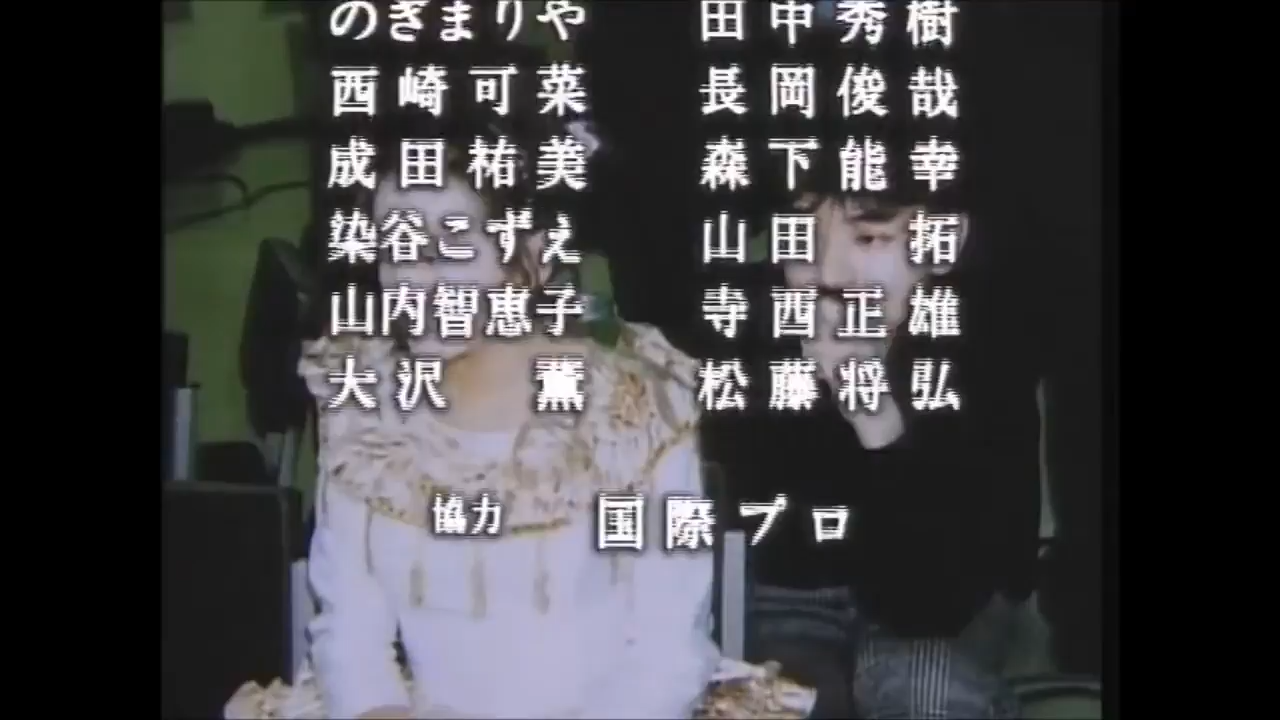 のぎまりや 田中秀樹
西崎可菜 長岡俊哉
成田祐美 森下能幸
染谷こずえ 山田 拓
山内智恵子 寺西正雄
大沢 薫 松藤将弘
協力 国際プロ